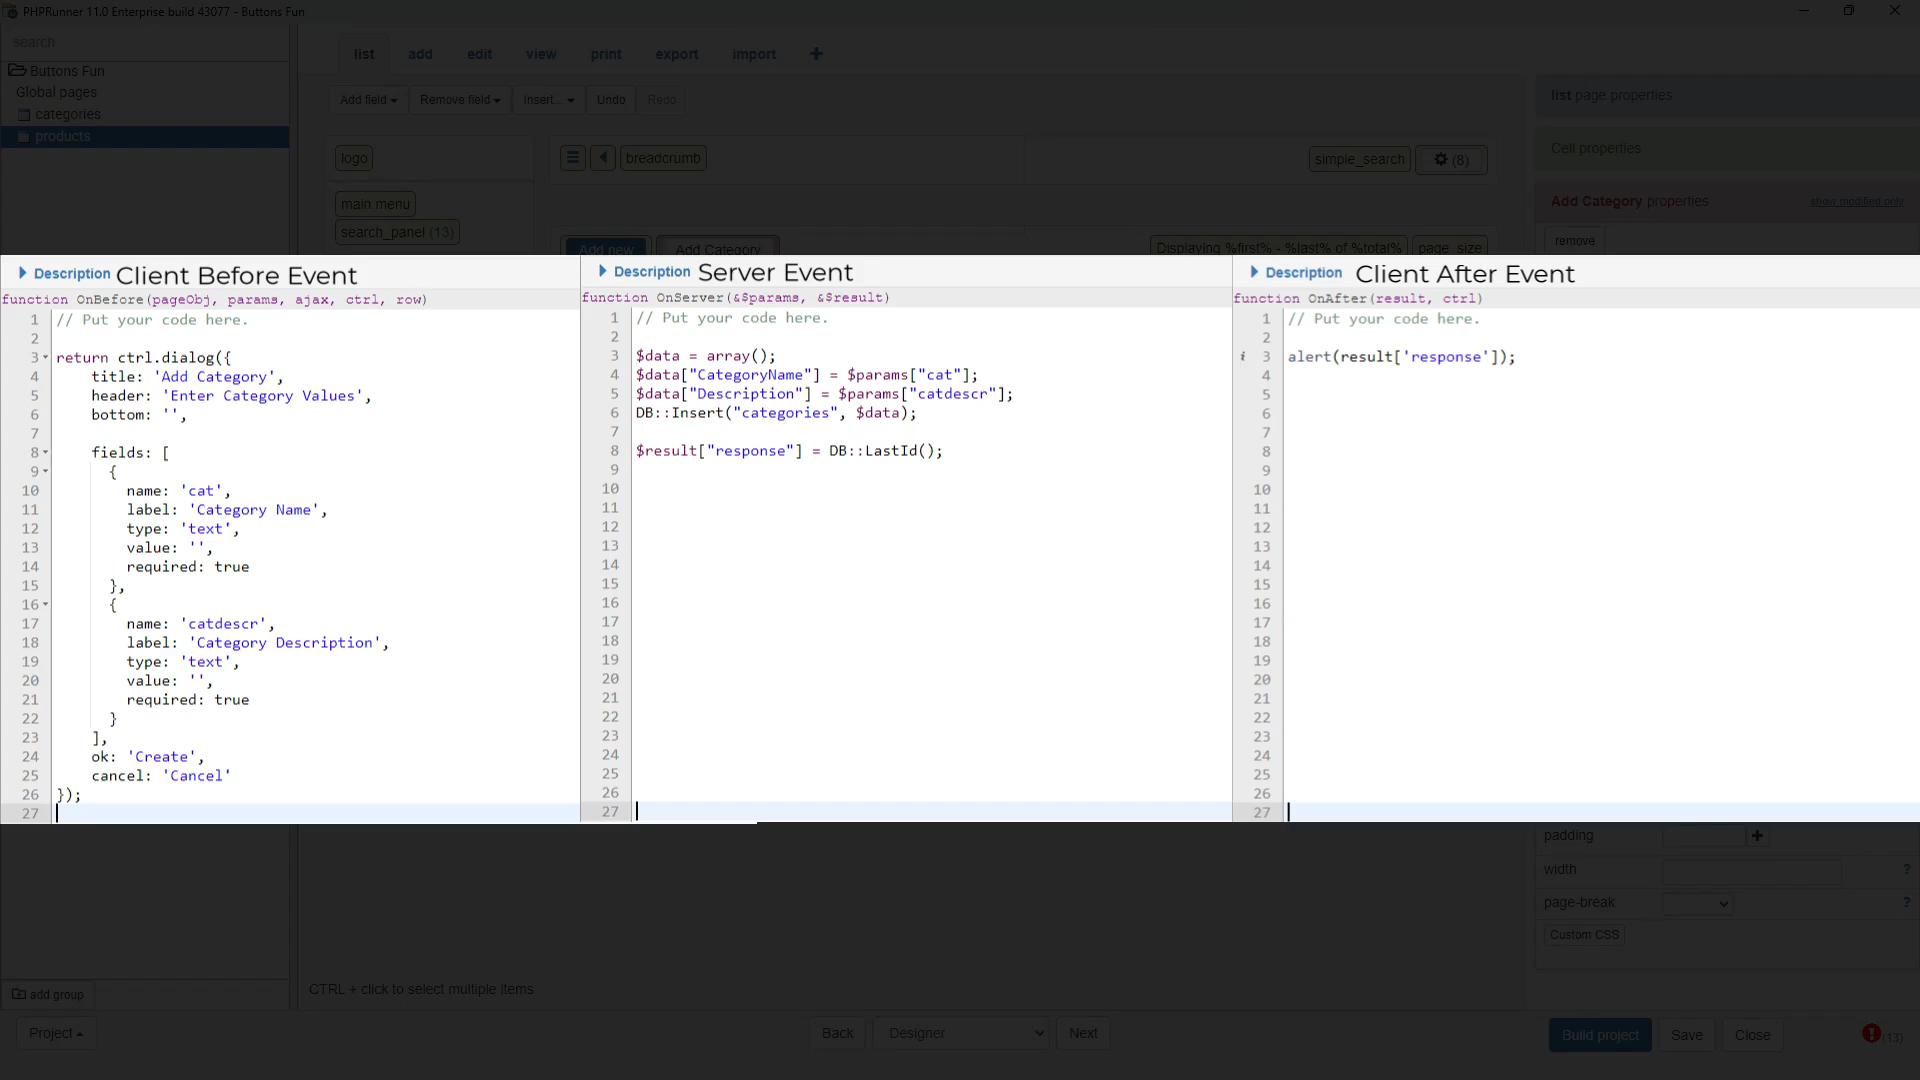 PHPRunner 11.0 Enterprise build 43077 - Buttons Fun
search
Buttons Fun
Global pages
categories
products
list add edit view print export import
Add field Remove field Insert... Undo Redo
logo
breadcrumb
simple_search (8)
main menu
search_panel (13)
Add new Add Category
Displaying %first% - %last% of %total% page_size
list page properties
Cell properties
Add Category properties show modified only
remove
Description Client Before Event
function OnBefore(pageObj, params, ajax, ctrl, row)
1 // Put your code here.
2
3 return ctrl.dialog({
4 title: 'Add Category',
5 header: 'Enter Category Values',
6 bottom: '',
7
8 fields: [
9 {
10 name: 'cat',
11 label: 'Category Name',
12 type: 'text',
13 value: '',
14 required: true
15 },
16 {
17 name: 'catdescr',
18 label: 'Category Description',
19 type: 'text',
20 value: '',
21 required: true
22 }
23 ],
24 ok: 'Create',
25 cancel: 'Cancel'
26 });
27
Description Server Event
function OnServer(&$params, &$result)
1 // Put your code here.
2
3 $data = array();
4 $data["CategoryName"] = $params["cat"];
5 $data["Description"] = $params["catdescr"];
6 DB::Insert("categories", $data);
7
8 $result["response"] = DB::LastId();
9
10
11
12
13
14
15
16
17
18
19
20
21
22
23
24
25
26
27
Description Client After Event
function OnAfter(result, ctrl)
1 // Put your code here.
2
i 3 alert(result['response']);
4
5
6
7
8
9
10
11
12
13
14
15
16
17
18
19
20
21
22
23
24
25
26
27
padding
width ?
page-break ?
Custom CSS
add group
CTRL + click to select multiple items
Project Back Designer Next Build project Save Close (13)